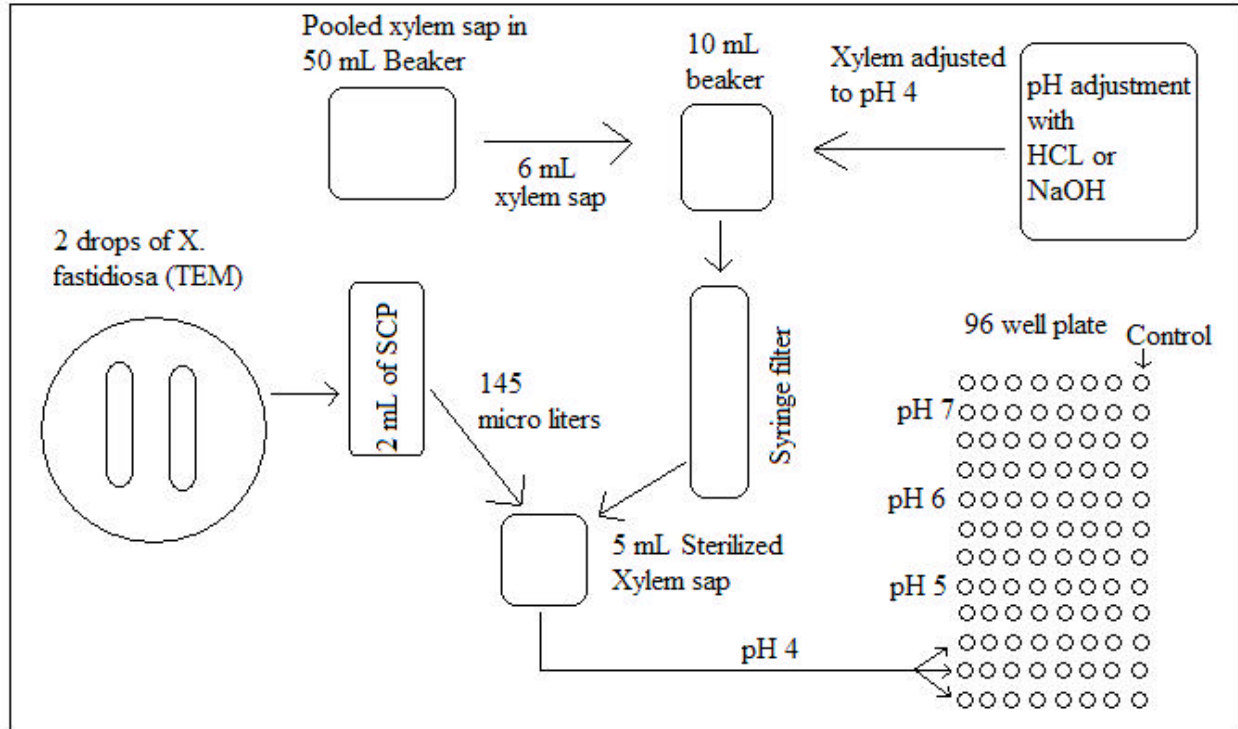 Pooled xylem sap in
50 mL Beaker
10 mL
beaker
Xylem adjusted
to pH 4
pH adjustment
with
HCL or
NaOH
6 mL
xylem sap
2 drops of X.
fastidiosa (TEM)
2 mL of SCP
145
micro liters
Syringe filter
5 mL Sterilized
Xylem sap
96 well plate
Control
pH 7
pH 6
pH 5
pH 4